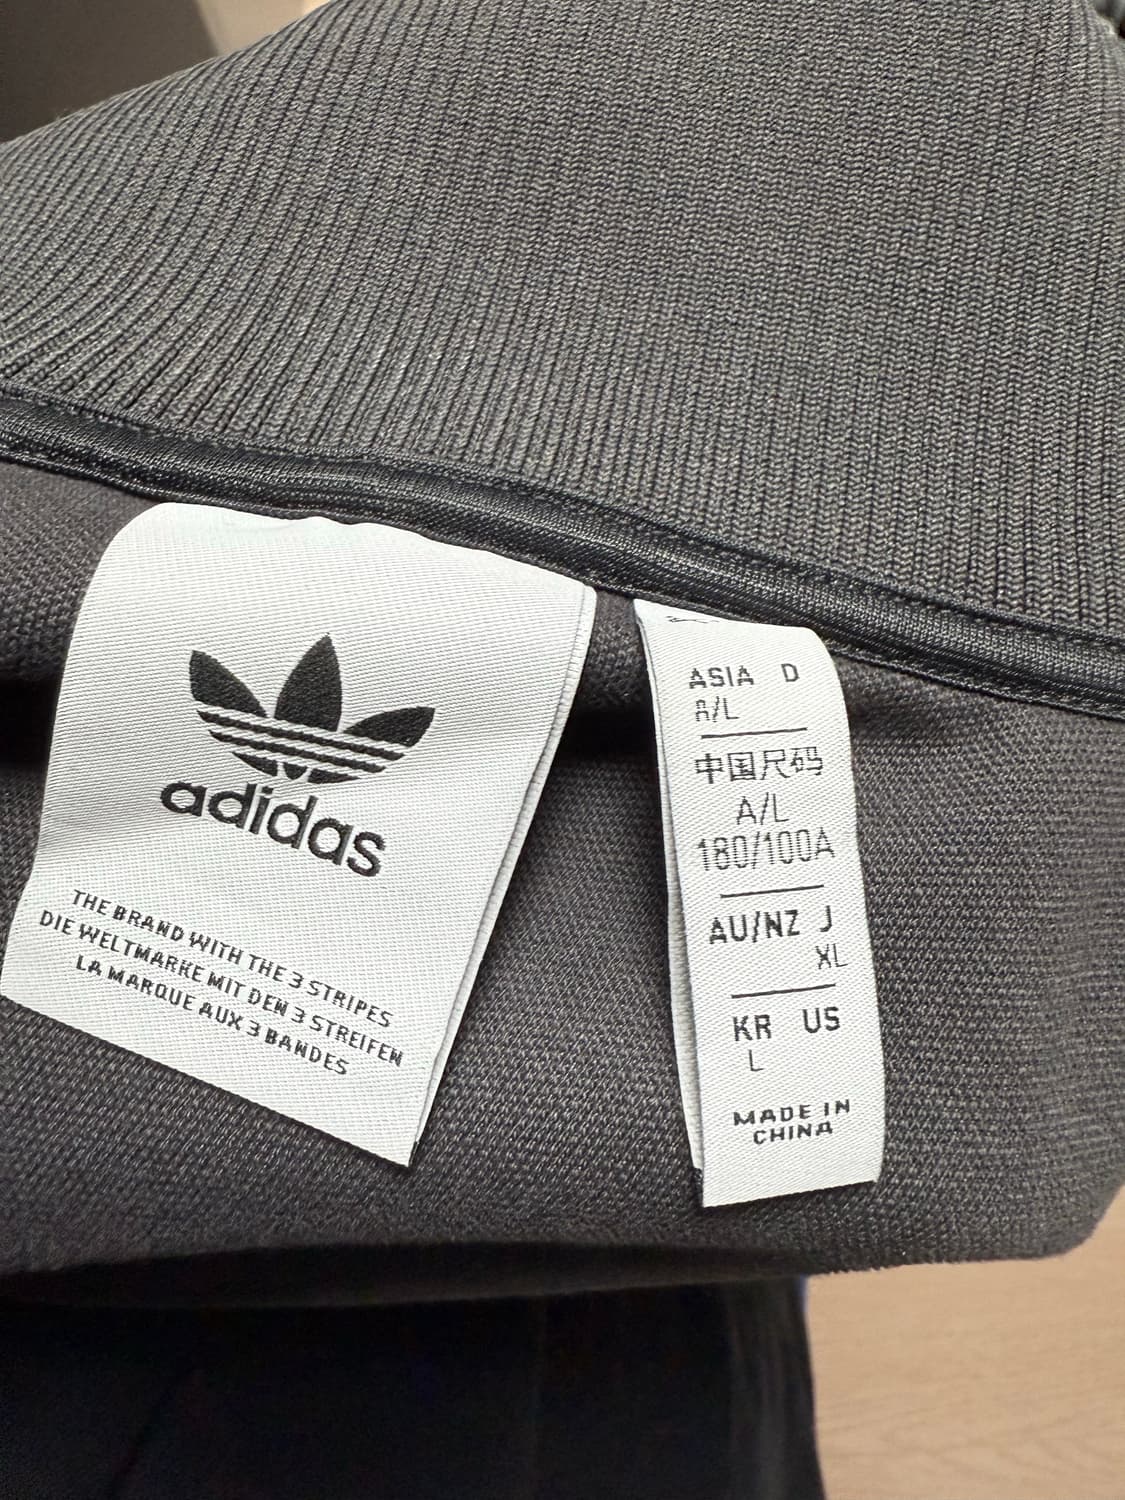 adidas
THE BRAND WITH THE 3 STRIPES
DIE WELTMARKE MIT DEN 3 STREIFEN
LA MARQUE AUX 3 BANDES
ASIA D
A/L
中国尺码
A/L
180/100A
AU/NZ J
XL
KR US
L
MADE IN
CHINA